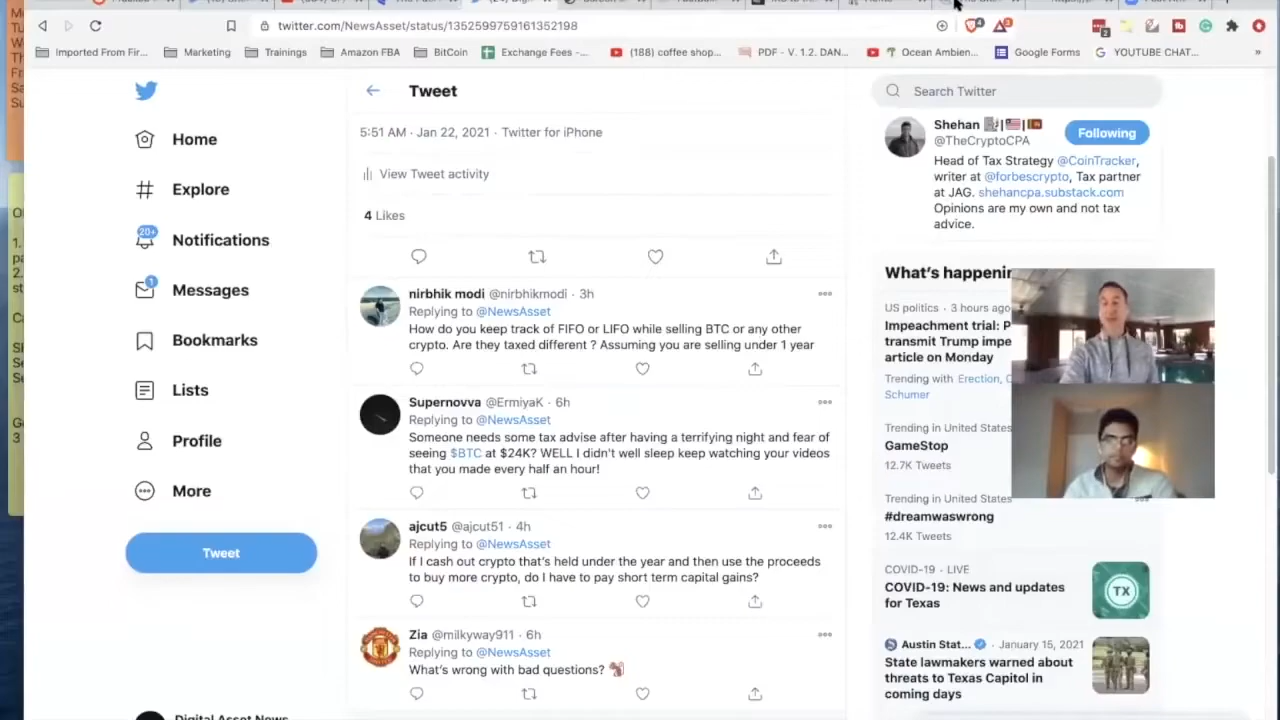 twitter.com/NewsAsset/status/1352599759161352198
Imported From Fir...
Marketing
Trainings
Amazon FBA
BitCoin
Exchange Fees -...
(188) coffee shop...
PDF - V. 1.2. DAN...
Ocean Ambien...
Google Forms
YOUTUBE CHAT...
»
Home
Explore
20+
Notifications
1
Messages
Bookmarks
Lists
Profile
More
Tweet
Digital Asset News
Tweet
5:51 AM · Jan 22, 2021 · Twitter for iPhone
View Tweet activity
4 Likes
nirbhik modi @nirbhikmodi · 3h
Replying to @NewsAsset
How do you keep track of FIFO or LIFO while selling BTC or any other
crypto. Are they taxed different ? Assuming you are selling under 1 year
Supernovva @ErmiyaK · 6h
Replying to @NewsAsset
Someone needs some tax advise after having a terrifying night and fear of
seeing $BTC at $24K? WELL I didn't well sleep keep watching your videos
that you made every half an hour!
ajcut5 @ajcut51 · 4h
Replying to @NewsAsset
If I cash out crypto that's held under the year and then use the proceeds
to buy more crypto, do I have to pay short term capital gains?
Zia @milkyway911 · 6h
Replying to @NewsAsset
What's wrong with bad questions?
Search Twitter
Shehan
@TheCryptoCPA
Following
Head of Tax Strategy @CoinTracker,
writer at @forbescrypto, Tax partner
at JAG. shehancpa.substack.com
Opinions are my own and not tax
advice.
What's happenin
US politics · 3 hours ago
Impeachment trial: P
transmit Trump impe
article on Monday
Trending with Erection, C
Schumer
Trending in United States
GameStop
12.7K Tweets
Trending in United States
#dreamwaswrong
12.4K Tweets
COVID-19 · LIVE
COVID-19: News and updates
for Texas
TX
Austin Stat... · January 15, 2021
State lawmakers warned about
threats to Texas Capitol in
coming days